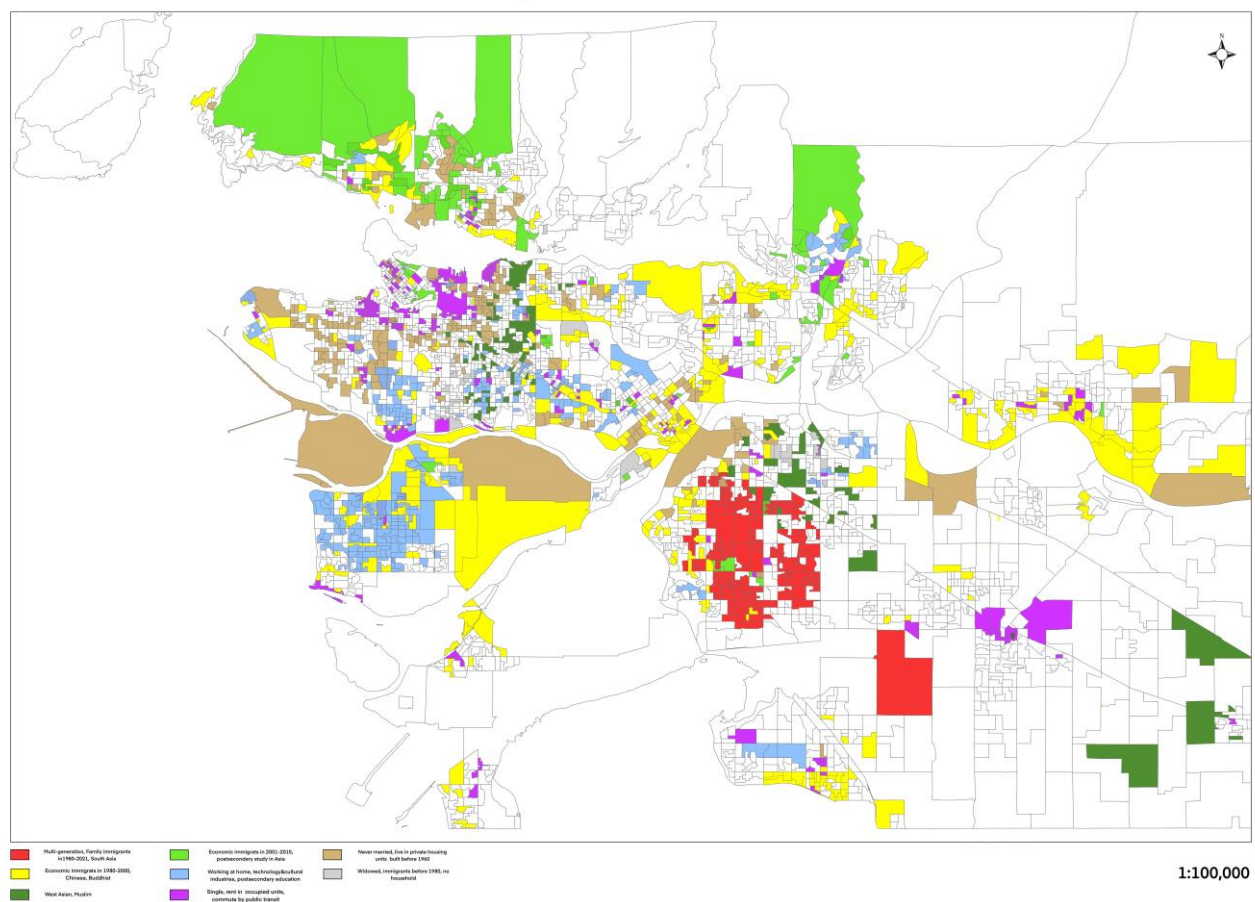 N
Multi-generation, Family immigrants
in1980-2021, South Asia
Economic immigrats in 1980-2000,
Chinese, Buddhist
West Asian, Muslim
Economic immigrats in 2001-2015,
postsecondary study in Asia
Working at home, technology&cultural
industries, postsecondary education
Single, rent in occupied units,
commute by public transit
Never married, live in private housing
units built before 1960
Widowed, immigrants before 1980, no
household
1:100,000